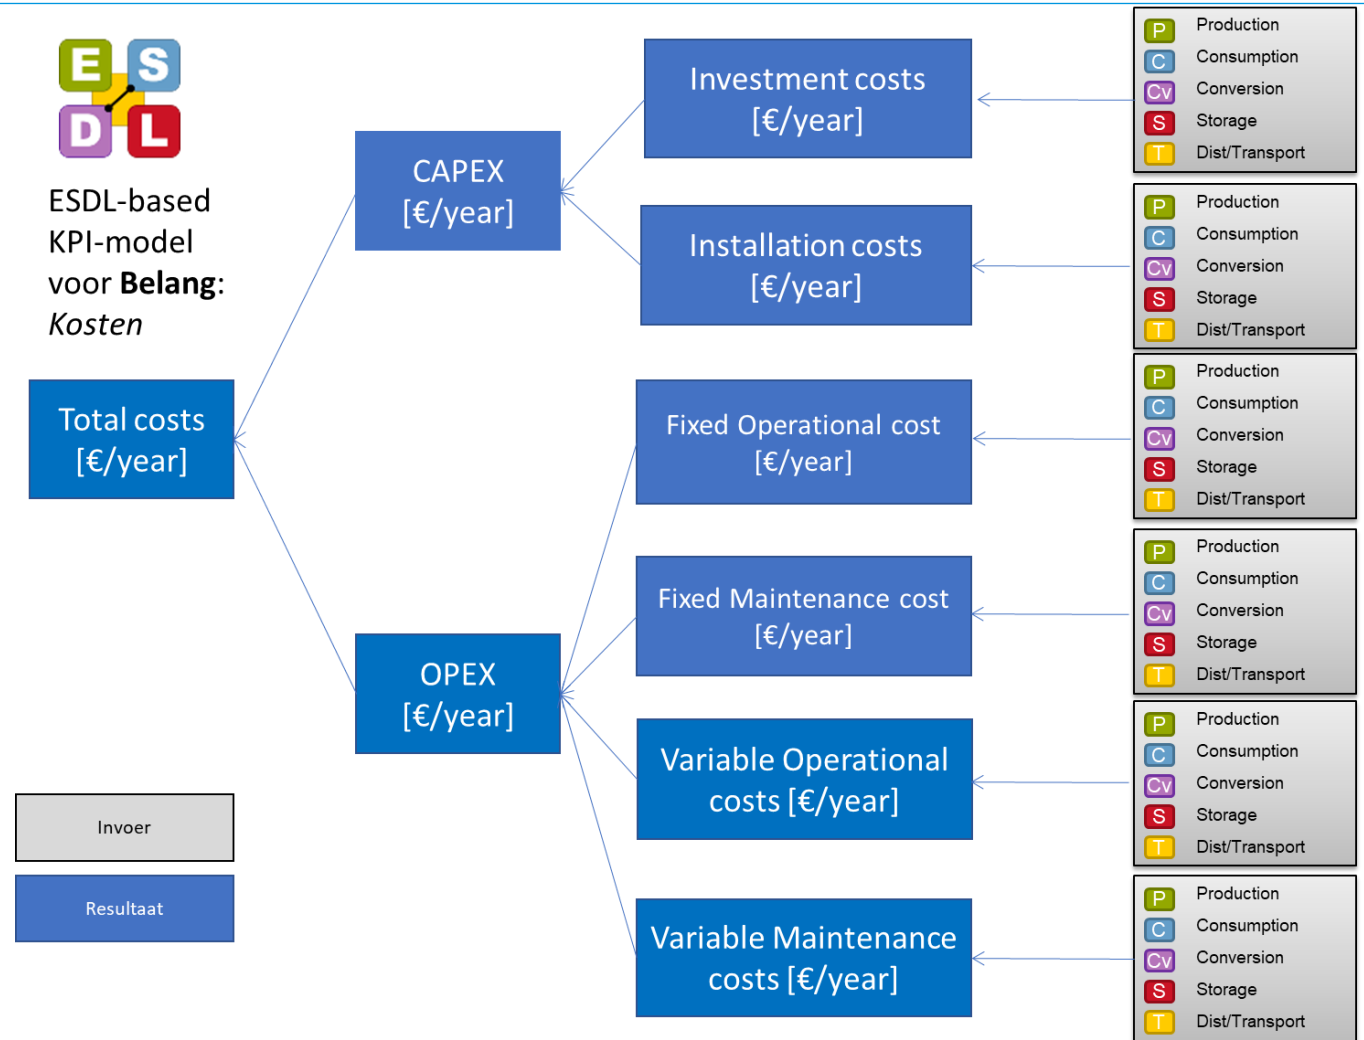 E S
D L
ESDL-based
KPI-model
voor Belang:
Kosten
Total costs
[€/year]
CAPEX
[€/year]
OPEX
[€/year]
Investment costs
[€/year]
Installation costs
[€/year]
Fixed Operational cost
[€/year]
Fixed Maintenance cost
[€/year]
Variable Operational
costs [€/year]
Variable Maintenance
costs [€/year]
P Production
C Consumption
Cv Conversion
S Storage
T Dist/Transport
P Production
C Consumption
Cv Conversion
S Storage
T Dist/Transport
P Production
C Consumption
Cv Conversion
S Storage
T Dist/Transport
P Production
C Consumption
Cv Conversion
S Storage
T Dist/Transport
P Production
C Consumption
Cv Conversion
S Storage
T Dist/Transport
P Production
C Consumption
Cv Conversion
S Storage
T Dist/Transport
Invoer
Resultaat